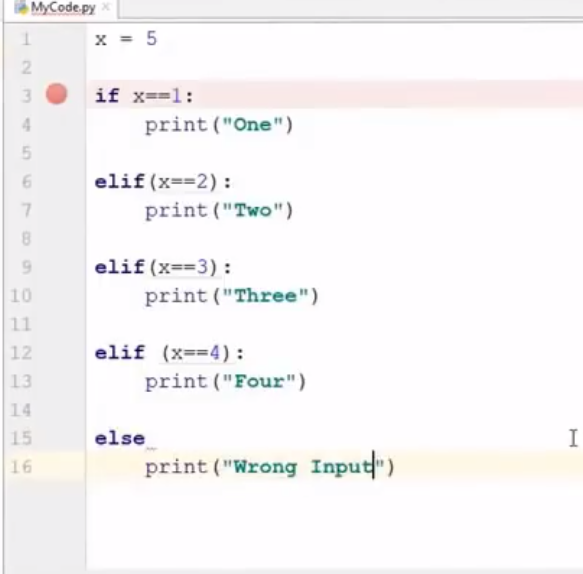 MyCode.py ×
1 x = 5
2
3 if x==1:
4     print("One")
5
6 elif(x==2):
7     print("Two")
8
9 elif(x==3):
10     print("Three")
11
12 elif (x==4):
13     print("Four")
14
15 else
16     print("Wrong Input")